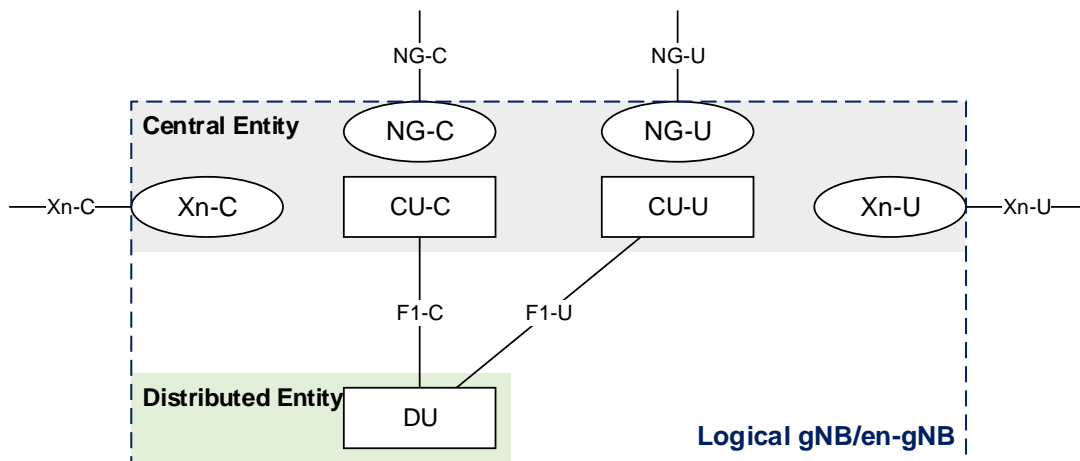 NG-C
NG-U
Central Entity
NG-C
NG-U
Xn-C
Xn-C
CU-C
CU-U
Xn-U
Xn-U
F1-C
F1-U
Distributed Entity
DU
Logical gNB/en-gNB